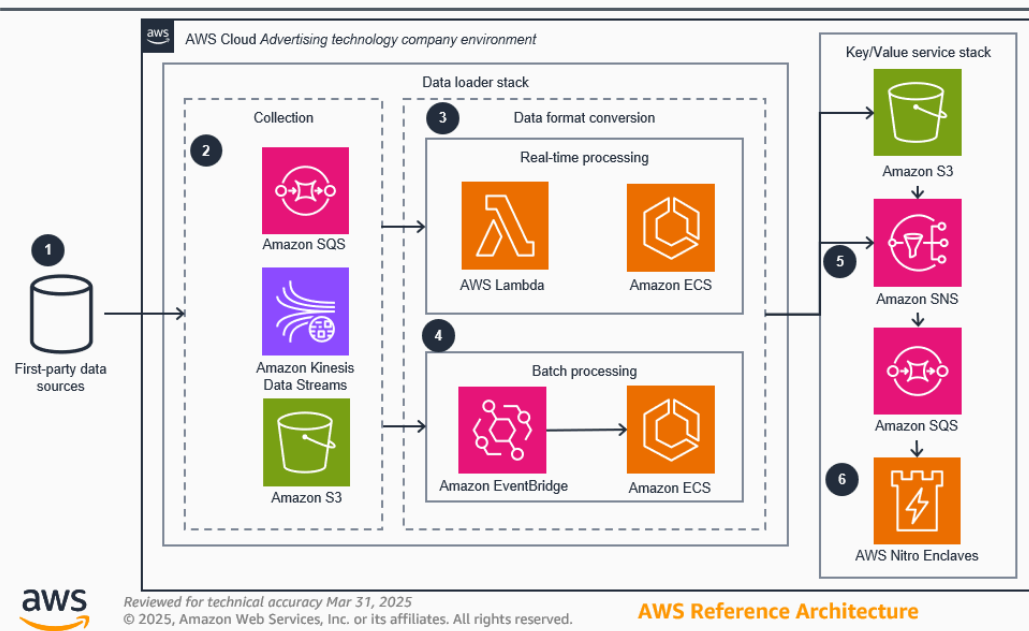 aws
AWS Cloud Advertising technology company environment
Data loader stack
Collection
2
Amazon SQS
Amazon Kinesis
Data Streams
Amazon S3
1
First-party data
sources
3
Data format conversion
Real-time processing
AWS Lambda
Amazon ECS
4
Batch processing
Amazon EventBridge
Amazon ECS
Key/Value service stack
Amazon S3
5
Amazon SNS
Amazon SQS
6
AWS Nitro Enclaves
aws
Reviewed for technical accuracy Mar 31, 2025
© 2025, Amazon Web Services, Inc. or its affiliates. All rights reserved.
AWS Reference Architecture